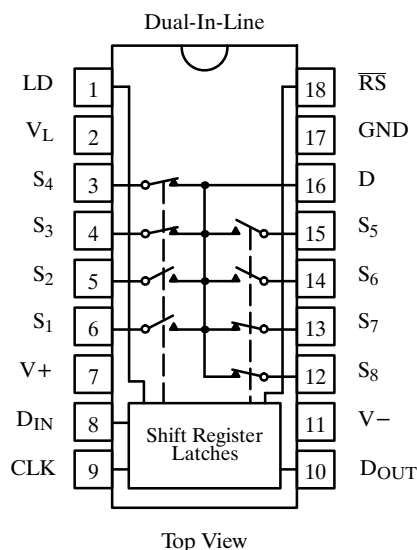 Dual-In-Line
LD 1 18 R̅S̅
V_L 2 17 GND
S_4 3 16 D
S_3 4 15 S_5
S_2 5 14 S_6
S_1 6 13 S_7
V+ 7 12 S_8
D_IN 8 11 V−
CLK 9 10 D_OUT
Shift Register
Latches
Top View